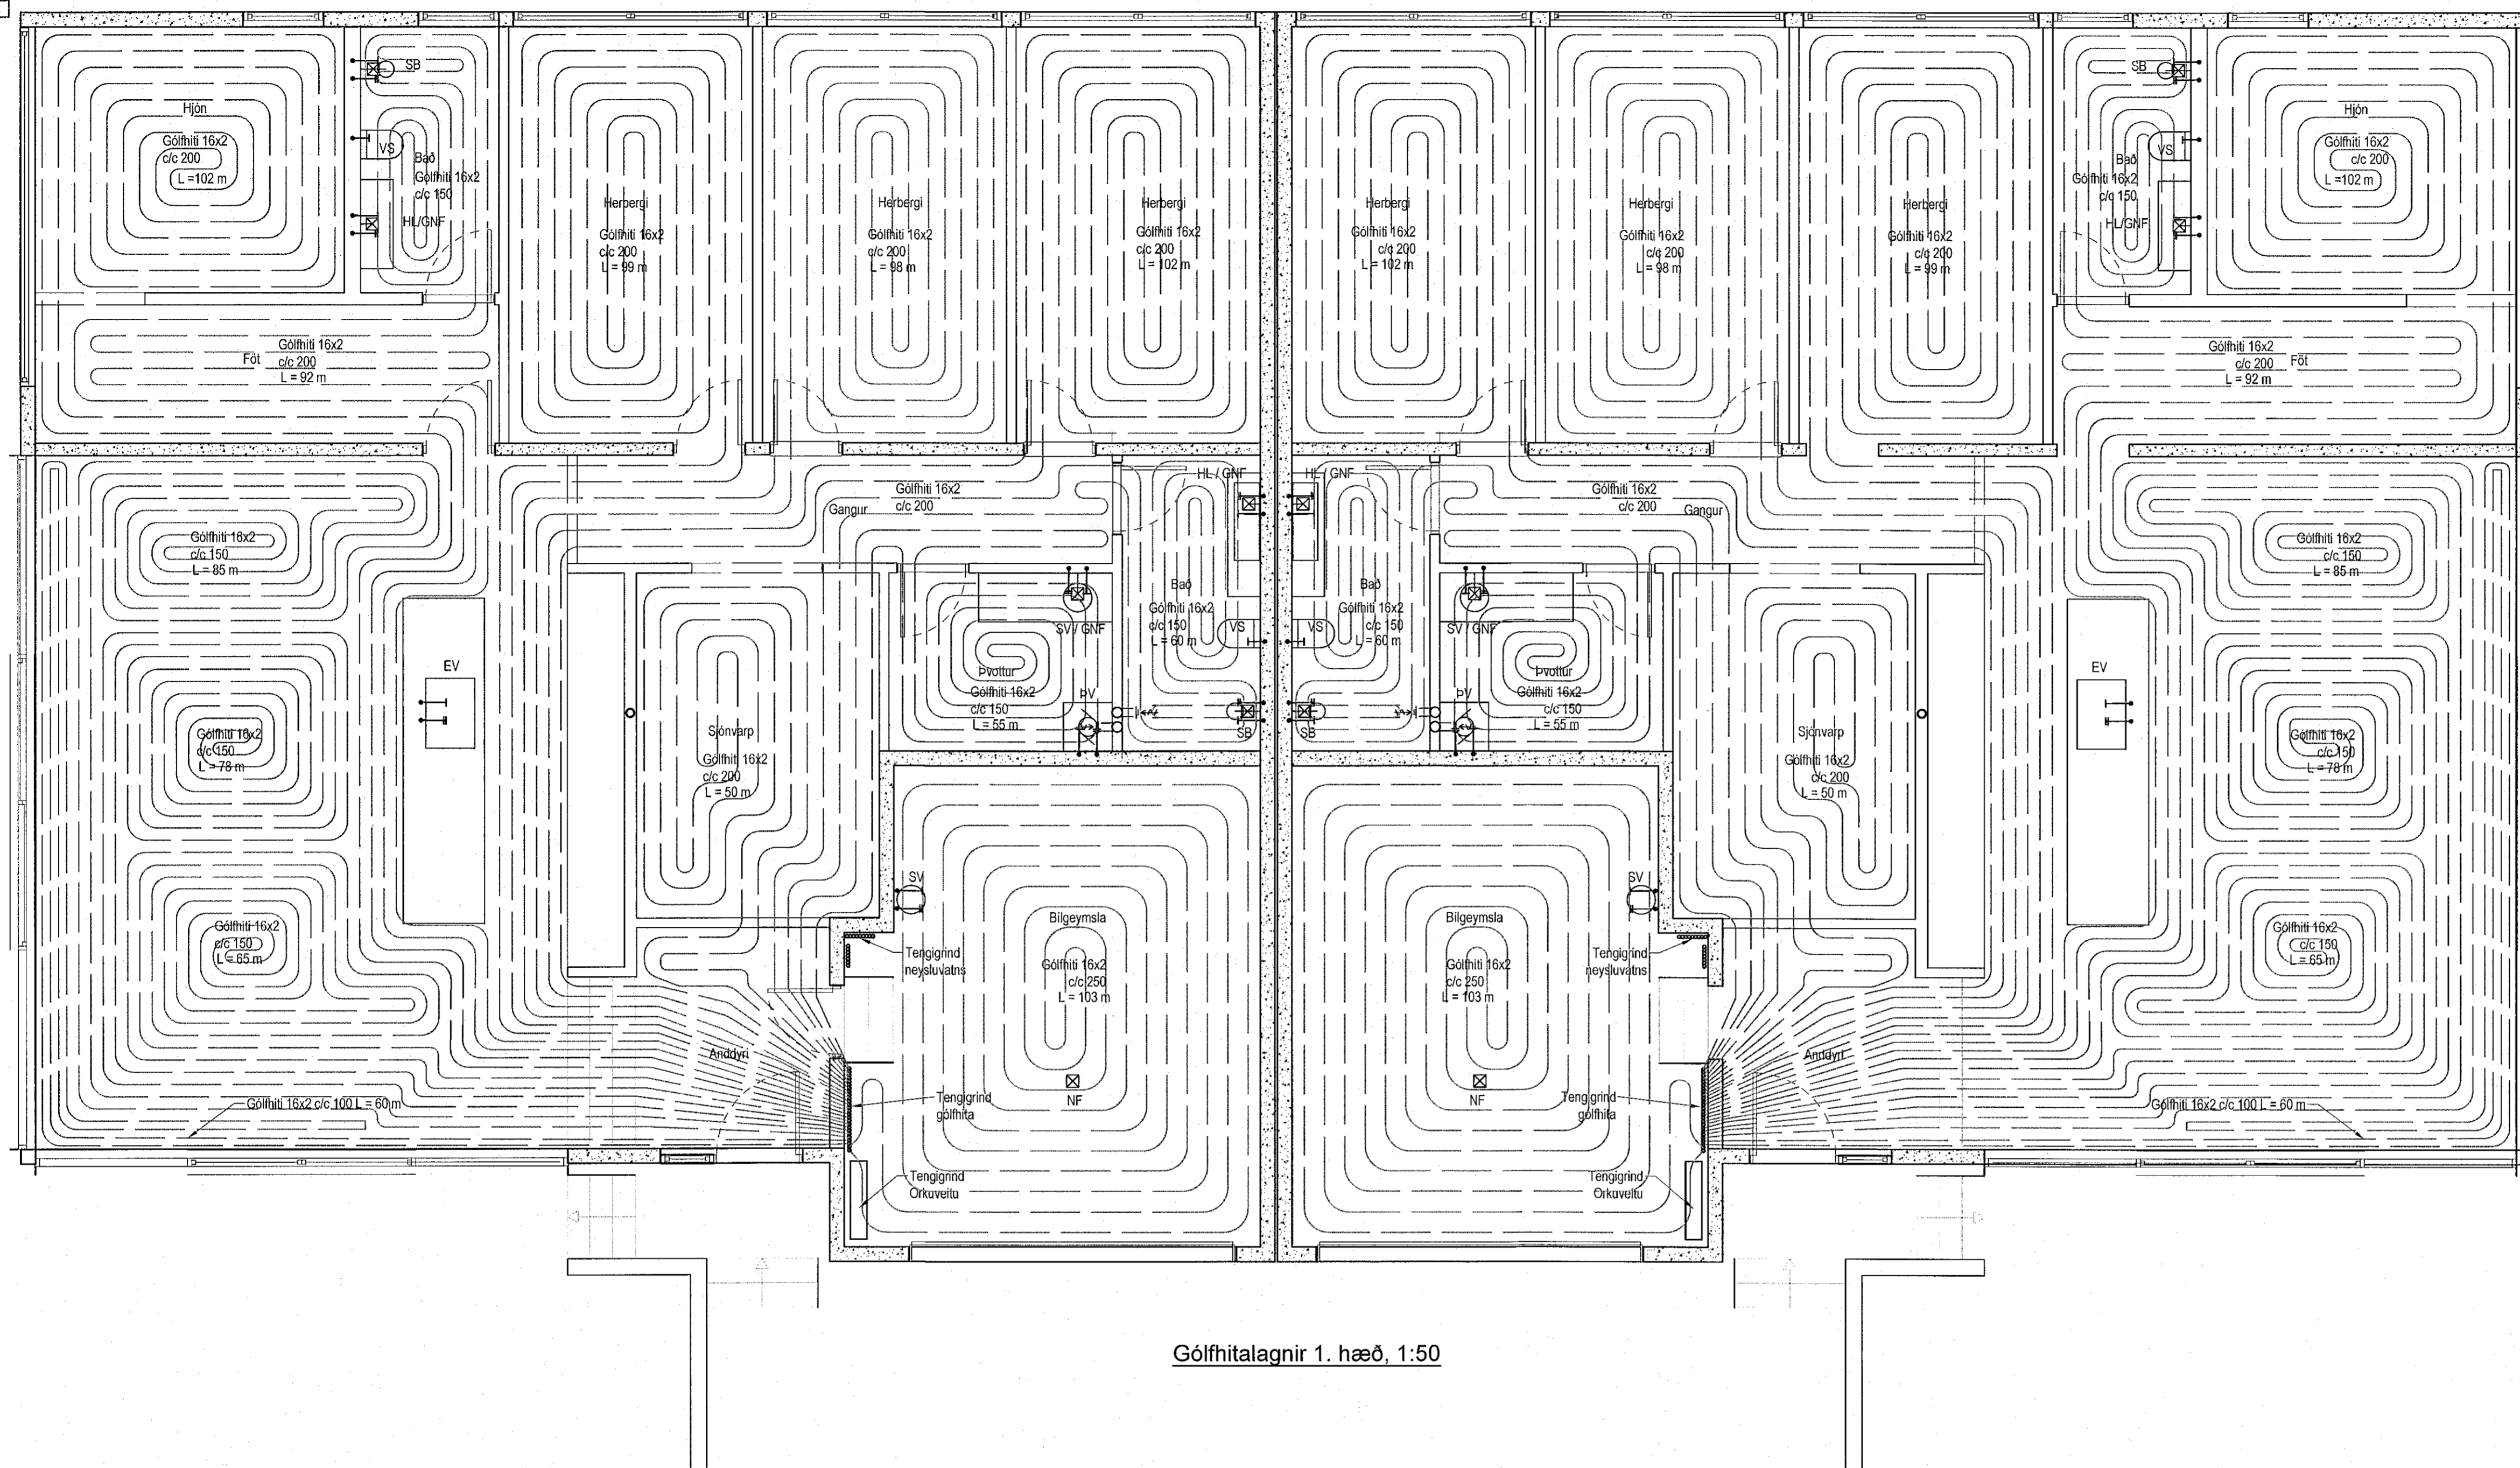 SB
Hjón
Gólfhiti 16x2
c/c 200
L =102 m
VS
Bað
Gólfhiti 16x2
c/c 150
HL/GNF
Herbergi
Gólfhiti 16x2
c/c 200
L = 99 m
Herbergi
Gólfhiti 16x2
c/c 200
L = 98 m
Herbergi
Gólfhiti 16x2
c/c 200
L = 102 m
Herbergi
Gólfhiti 16x2
c/c 200
L = 102 m
Herbergi
Gólfhiti 16x2
c/c 200
L = 98 m
Herbergi
Gólfhiti 16x2
c/c 200
L = 99 m
SB
VS
Bað
Gólfhiti 16x2
c/c 150
HL/GNF
Hjón
Gólfhiti 16x2
c/c 200
L =102 m
Föt
Gólfhiti 16x2
c/c 200
L = 92 m
Gólfhiti 16x2
c/c 200
L = 92 m
Föt
Gólfhiti 16x2
c/c 150
L = 85 m
Gangur
Gólfhiti 16x2
c/c 200
HL / GNF
HL / GNF
Gólfhiti 16x2
c/c 200
Gangur
Gólfhiti 16x2
c/c 150
L = 85 m
Bað
Gólfhiti 16x2
c/c 150
L = 60 m
VS
VS
Bað
Gólfhiti 16x2
c/c 150
L = 60 m
SV / GNF
Þvottur
Gólfhiti 16x2
c/c 150
L = 55 m
ÞV
SB
SB
SV / GNF
ÞV
Þvottur
Gólfhiti 16x2
c/c 150
L = 55 m
EV
EV
Gólfhiti 16x2
c/c 150
L = 78 m
Sjónvarp
Gólfhiti 16x2
c/c 200
L = 50 m
Sjónvarp
Gólfhiti 16x2
c/c 200
L = 50 m
Gólfhiti 16x2
c/c 150
L = 78 m
SV
SV
Gólfhiti 16x2
c/c 150
L = 65 m
Tengigrind
neysluvatns
Bílgeymsla
Gólfhiti 16x2
c/c 250
L = 103 m
Bílgeymsla
Gólfhiti 16x2
c/c 250
L = 103 m
Tengigrind
neysluvatns
Gólfhiti 16x2
c/c 150
L = 65 m
Anddyri
Anddyri
Gólfhiti 16x2 c/c 100 L = 60 m
Tengigrind
gólfhita
NF
NF
Tengigrind
gólfhita
Gólfhiti 16x2 c/c 100 L = 60 m
Tengigrind
Orkuveitu
Tengigrind
Orkuveitu
Gólfhitalagnir 1. hæð, 1:50